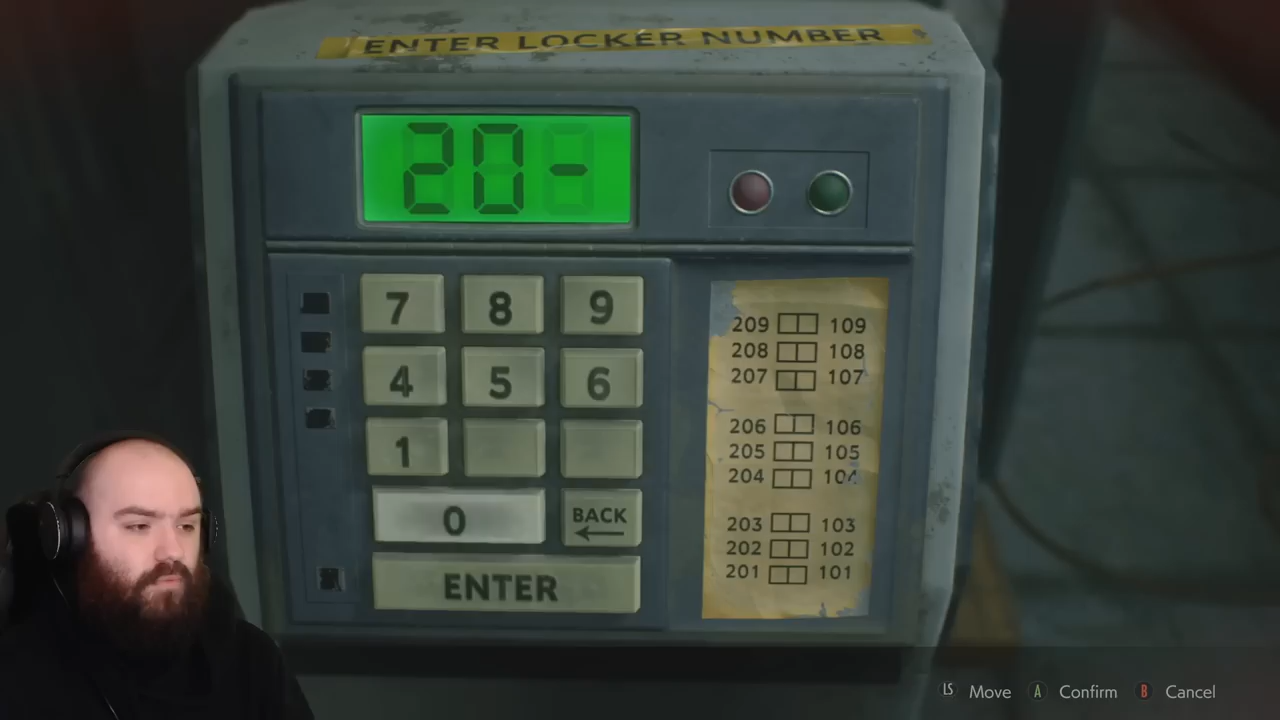 ENTER LOCKER NUMBER
20-
7 8 9
4 5 6
1
0 BACK
ENTER
209 109
208 108
207 107
206 106
205 105
204 104
203 103
202 102
201 101
LS Move A Confirm B Cancel